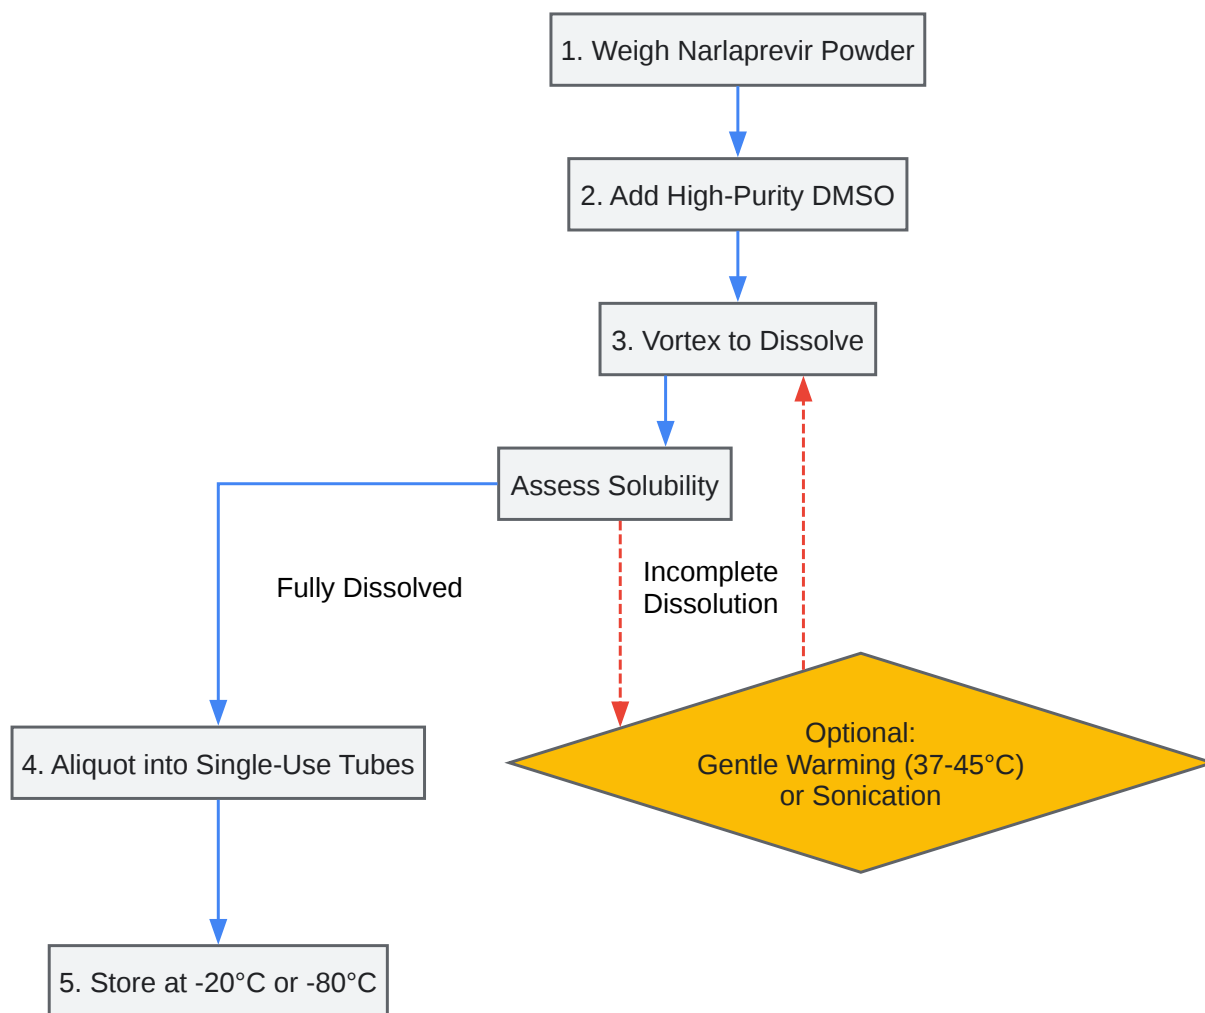 1. Weigh Narlaprevir Powder
2. Add High-Purity DMSO
3. Vortex to Dissolve
Assess Solubility
Fully Dissolved
Incomplete
Dissolution
Optional:
Gentle Warming (37-45°C)
or Sonication
4. Aliquot into Single-Use Tubes
5. Store at -20°C or -80°C